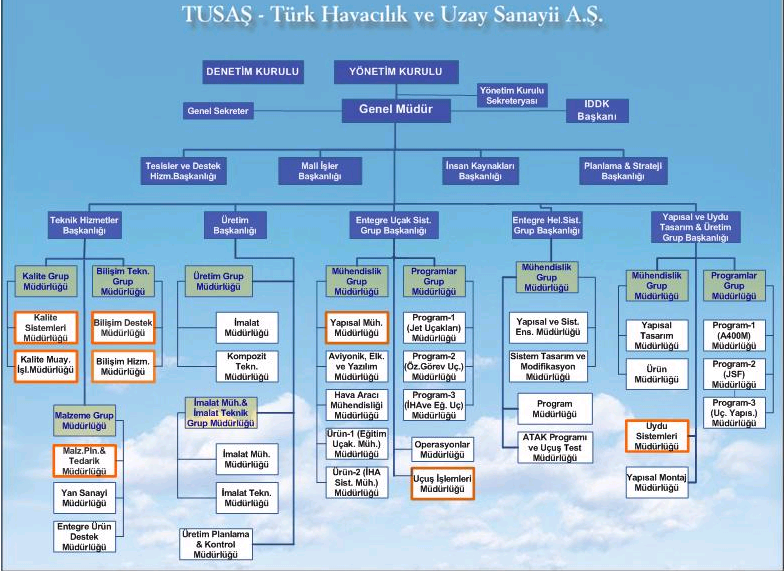 TUSAŞ - Türk Havacılık ve Uzay Sanayii A.Ş.
DENETİM KURULU
YÖNETİM KURULU
Yönetim Kurulu
Sekreteryası
Genel Sekreter
Genel Müdür
IDDK
Başkanı
Tesisler ve Destek
Hizm.Başkanlığı
Mali İşler
Başkanlığı
İnsan Kaynakları
Başkanlığı
Planlama & Strateji
Başkanlığı
Teknik Hizmetler
Başkanlığı
Üretim
Başkanlığı
Entegre Uçak Sist.
Grup Başkanlığı
Entegre Hel.Sist.
Grup Başkanlığı
Yapısal ve Uydu
Tasarım & Üretim
Grup Başkanlığı
Kalite Grup
Müdürlüğü
Bilişim Tekn.
Grup
Müdürlüğü
Kalite
Sistemleri
Müdürlüğü
Bilişim Destek
Müdürlüğü
Kalite Muay.
İşl.Müdürlüğü
Bilişim Hizm.
Müdürlüğü
Malzeme Grup
Müdürlüğü
Malz.Pln.&
Tedarik
Müdürlüğü
Yan Sanayi
Müdürlüğü
Entegre Ürün
Destek
Müdürlüğü
Üretim Grup
Müdürlüğü
İmalat
Müdürlüğü
Kompozit
Tekn.
Müdürlüğü
İmalat Müh.&
İmalat Teknik
Grup Müdürlüğü
İmalat Müh.
Müdürlüğü
İmalat Tekn.
Müdürlüğü
Üretim Planlama
& Kontrol
Müdürlüğü
Mühendislik
Grup
Müdürlüğü
Yapısal Müh.
Müdürlüğü
Aviyonik, Elk.
ve Yazılım
Müdürlüğü
Hava Aracı
Mühendisliği
Müdürlüğü
Ürün-1 (Eğitim
Uçak. Müh.)
Müdürlüğü
Ürün-2 (İHA
Sist. Müh.)
Müdürlüğü
Programlar
Grup
Müdürlüğü
Program-1
(Jet Uçakları)
Müdürlüğü
Program-2
(Öz.Görev Uç.)
Müdürlüğü
Program-3
(İHAve Eğ. Uç)
Müdürlüğü
Operasyonlar
Müdürlüğü
Uçuş İşlemleri
Müdürlüğü
Mühendislik
Grup
Müdürlüğü
Yapısal ve Sist.
Ens. Müdürlüğü
Sistem Tasarım ve
Modifikasyon
Müdürlüğü
Program
Müdürlüğü
ATAK Programı
ve Uçuş Test
Müdürlüğü
Mühendislik
Grup
Müdürlüğü
Yapısal
Tasarım
Müdürlüğü
Ürün
Müdürlüğü
Uydu
Sistemleri
Müdürlüğü
Yapısal Montaj
Müdürlüğü
Programlar
Grup
Müdürlüğü
Program-1
(A400M)
Müdürlüğü
Program-2
(JSF)
Müdürlüğü
Program-3
(Uç. Yapıs.)
Müdürlüğü